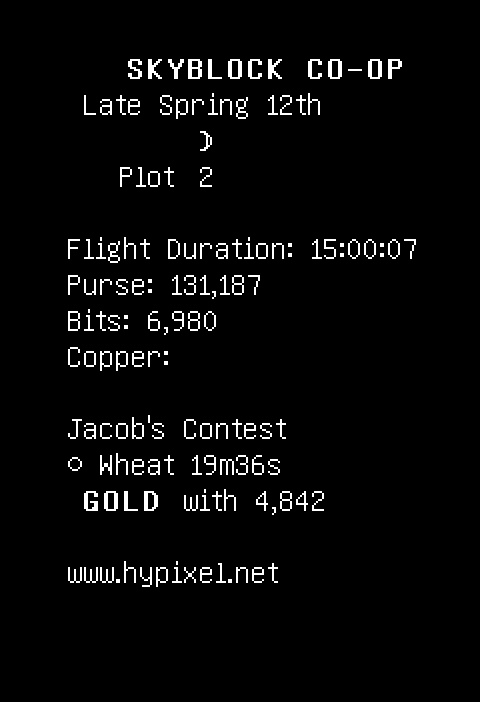 SKYBLOCK CO-OP
Late Spring 12th
☽
Plot 2
Flight Duration: 15:00:07
Purse: 131,187
Bits: 6,980
Copper:
Jacob's Contest
○ Wheat 19m36s
GOLD with 4,842
www.hypixel.net